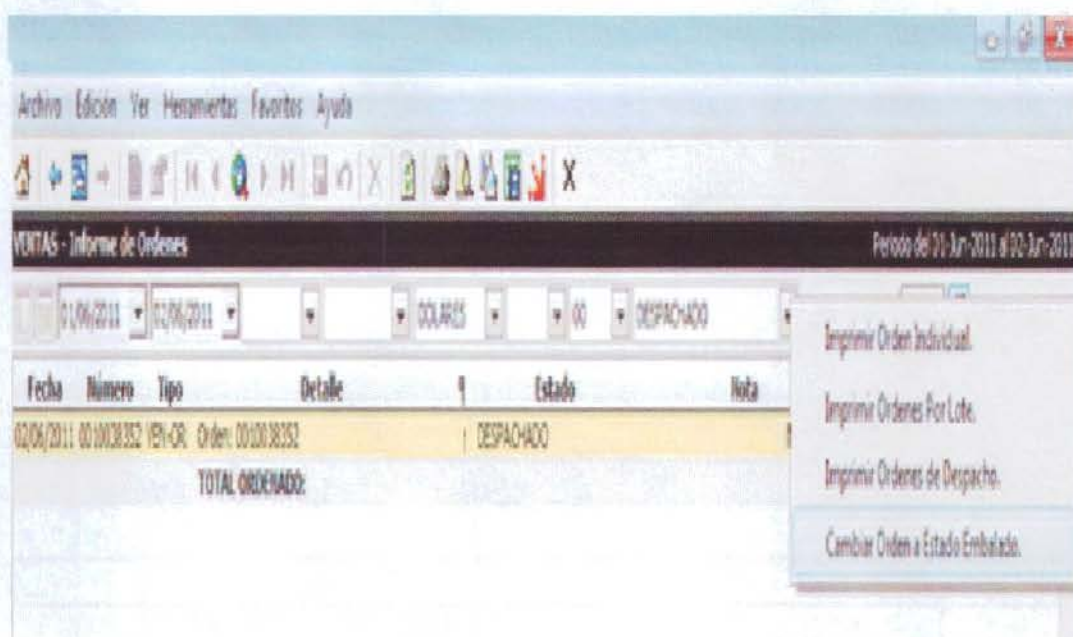 Archivo Edición Ver Herramientas Favoritos Ayuda
VENTAS - Informe de Ordenes Periodo del 01-Jun-2011 al 02-Jun-2011
01/06/2011 02/06/2011 DOLARES 00 DESPACHADO
Fecha Número Tipo Detalle Estado Nota
02/06/2011 0010038352 VEN-OR Orden: 0010038352 DESPACHADO
TOTAL ORDENADO:
Imprimir Orden Individual.
Imprimir Ordenes Por Lote.
Imprimir Ordenes de Despacho.
Cambiar Orden a Estado Embalado.